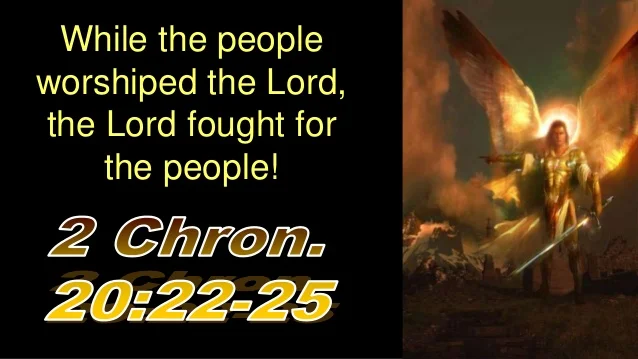 While the people
worshiped the Lord,
the Lord fought for
the people!
2 Chron.
20:22-25